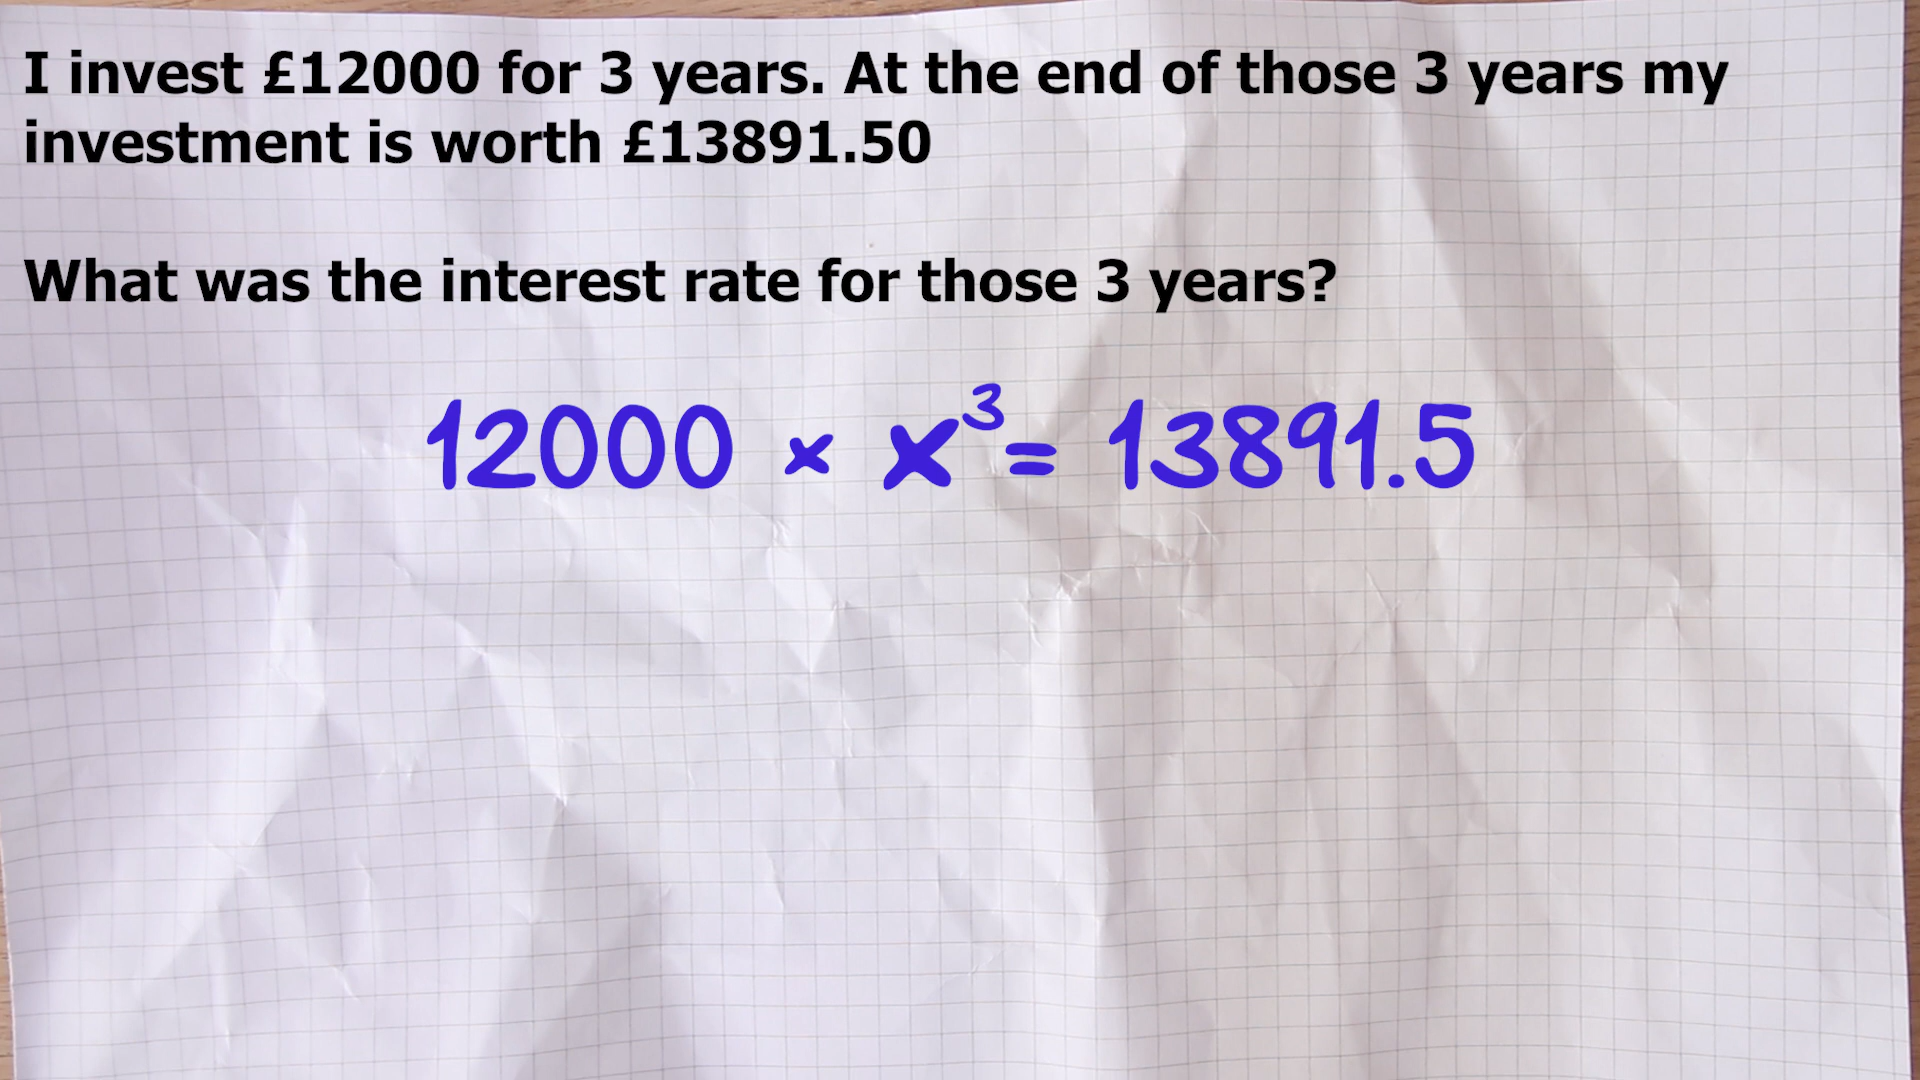 I invest £12000 for 3 years. At the end of those 3 years my
investment is worth £13891.50
What was the interest rate for those 3 years?
12000 × x³ = 13891.5